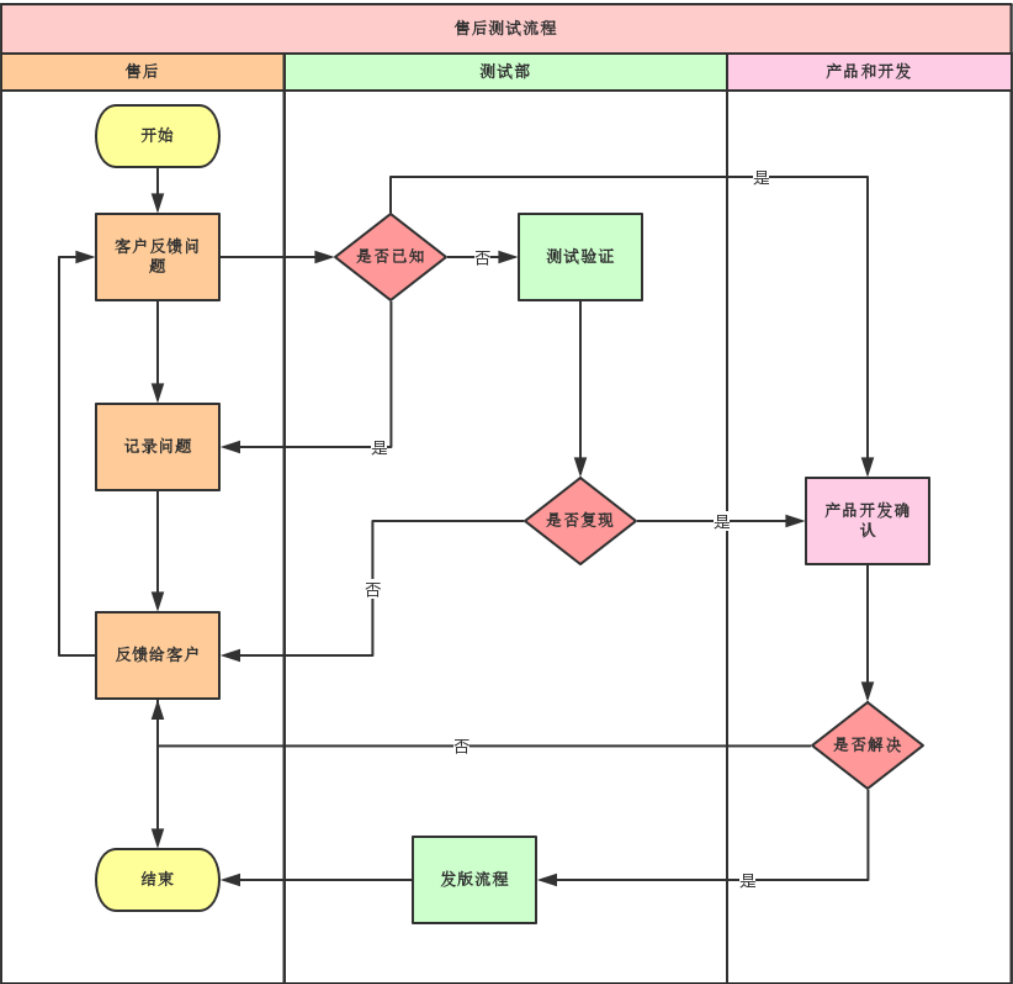 售后测试流程
售后
测试部
产品和开发
开始
是
客户反馈问
题
是否已知
否
测试验证
记录问题
是
是否复现
是
产品开发确
认
否
反馈给客户
否
是否解决
结束
发版流程
是